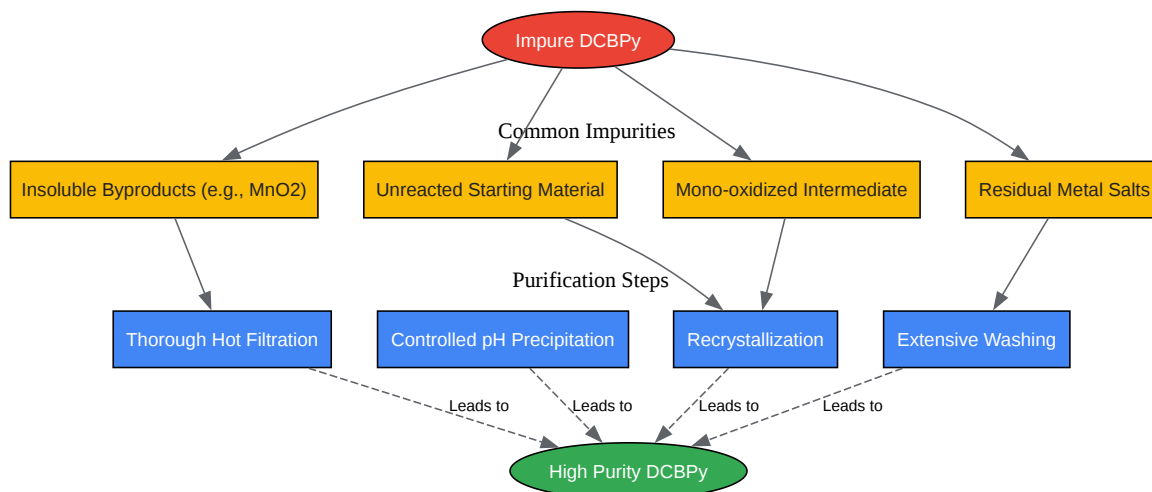 Impure DCBPy
Common Impurities
Insoluble Byproducts (e.g., MnO2)
Unreacted Starting Material
Mono-oxidized Intermediate
Residual Metal Salts
Purification Steps
Thorough Hot Filtration
Controlled pH Precipitation
Recrystallization
Extensive Washing
Leads to
Leads to
Leads to
Leads to
High Purity DCBPy